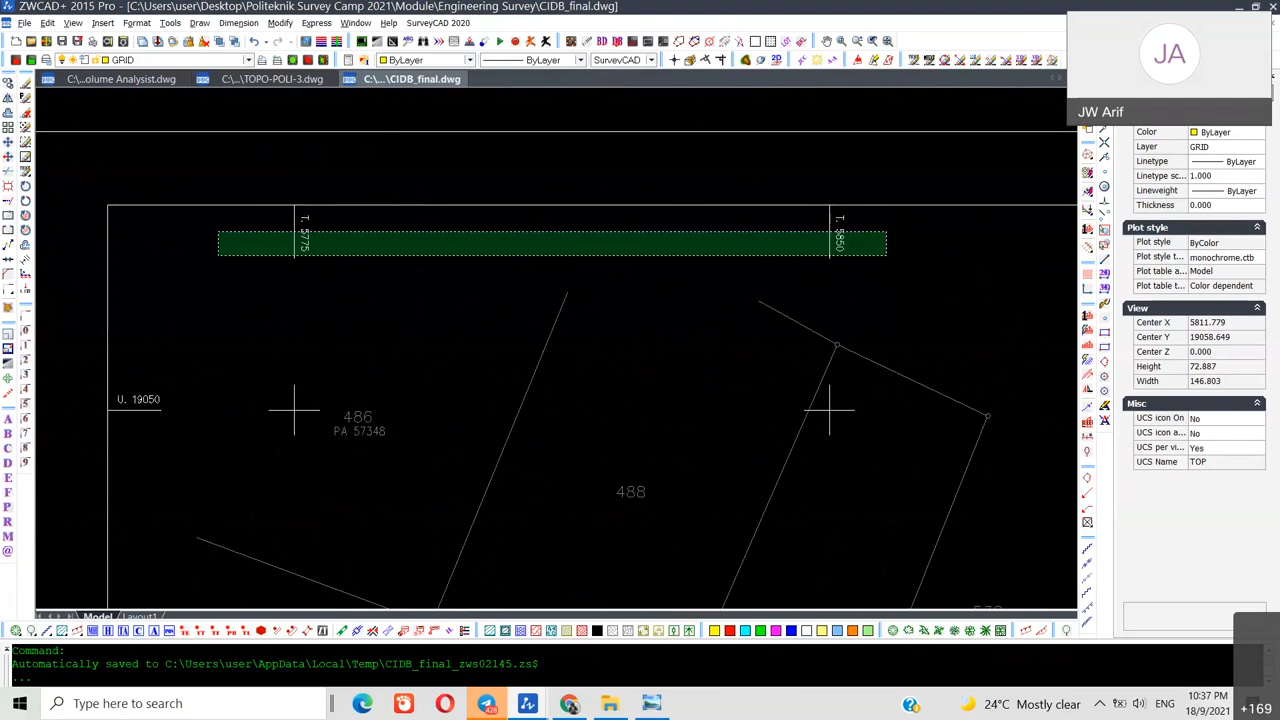 ZWCAD+ 2015 Pro - [C:\Users\user\Desktop\Politeknik Survey Camp 2021\Module\Engineering Survey\CIDB_final.dwg]
File Edit View Insert Format Tools Draw Dimension Modify Express Window Help SurveyCAD 2020
GRID ByLayer ByLayer SurveyCAD
C:\...olume Analysist.dwg C:\...\TOPO-POLI-3.dwg C:\...\CIDB_final.dwg
JA
JW Arif
Color ByLayer
Layer GRID
Linetype ByLayer
Linetype sc... 1.000
Lineweight ByLayer
Thickness 0.000
Plot style
Plot style ByColor
Plot style t... monochrome.ctb
Plot table a... Model
Plot table t... Color dependent
View
Center X 5811.779
Center Y 19058.649
Center Z 0.000
Height 72.887
Width 146.803
Misc
UCS icon On No
UCS icon a... No
UCS per vi... Yes
UCS Name TOP
T. 5775
T. 5850
U. 19050
486
PA 57348
488
Model Layout1
Command:
Automatically saved to C:\Users\user\AppData\Local\Temp\CIDB_final_zws02145.zs$
...
Type here to search
428
24°C Mostly clear
10:37 PM
18/9/2021
+169